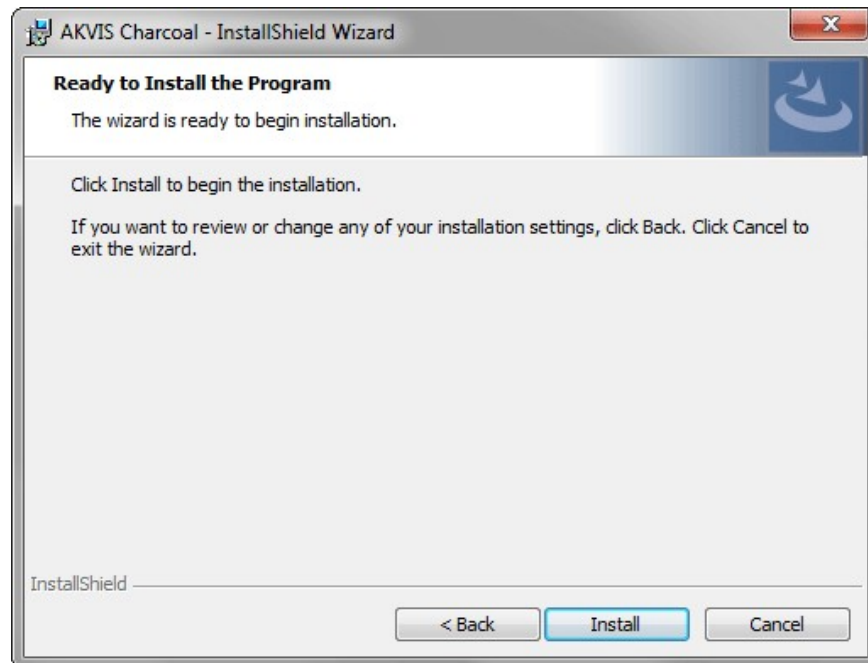 AKVIS Charcoal - InstallShield Wizard
Ready to Install the Program
The wizard is ready to begin installation.
Click Install to begin the installation.
If you want to review or change any of your installation settings, click Back. Click Cancel to
exit the wizard.
InstallShield
< Back
Install
Cancel